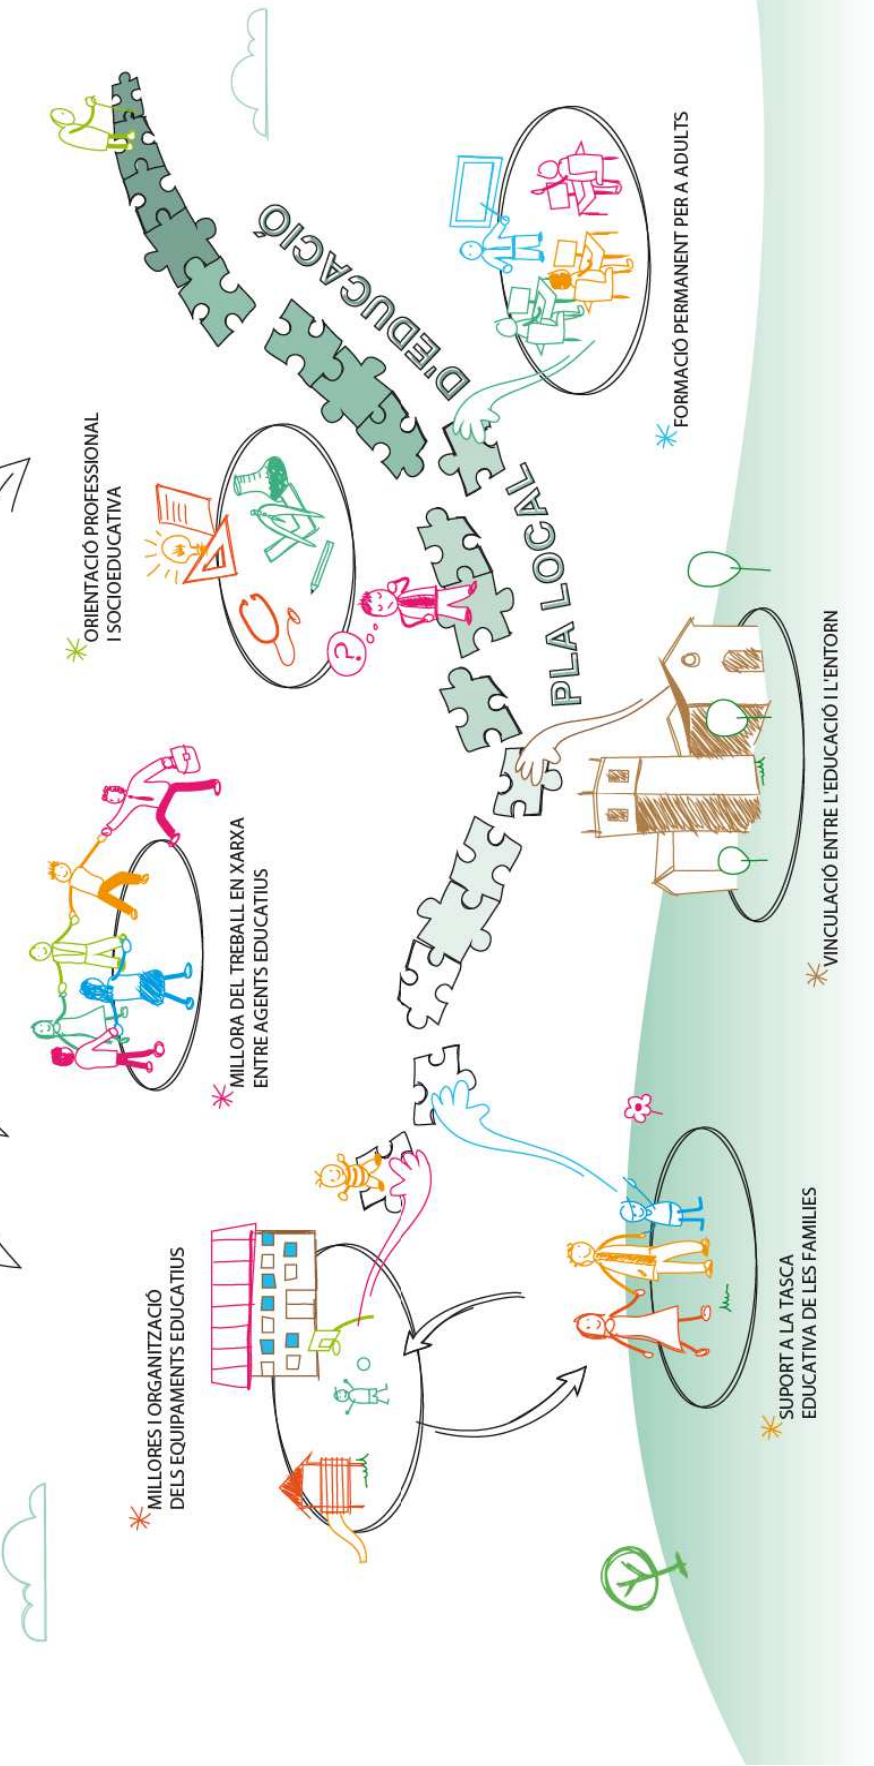 MILLORES I ORGANITZACIÓ
DELS EQUIPAMENTS EDUCATIUS
MILLORA DEL TREBALL EN XARXA
ENTRE AGENTS EDUCATIUS
ORIENTACIÓ PROFESSIONAL
I SOCIOEDUCATIVA
?
PLA LOCAL
D'EDUCACIÓ
SUPORT A LA TASCA
EDUCATIVA DE LES FAMILIES
VINCULACIÓ ENTRE L'EDUCACIÓ I L'ENTORN
FORMACIÓ PERMANENT PER A ADULTS